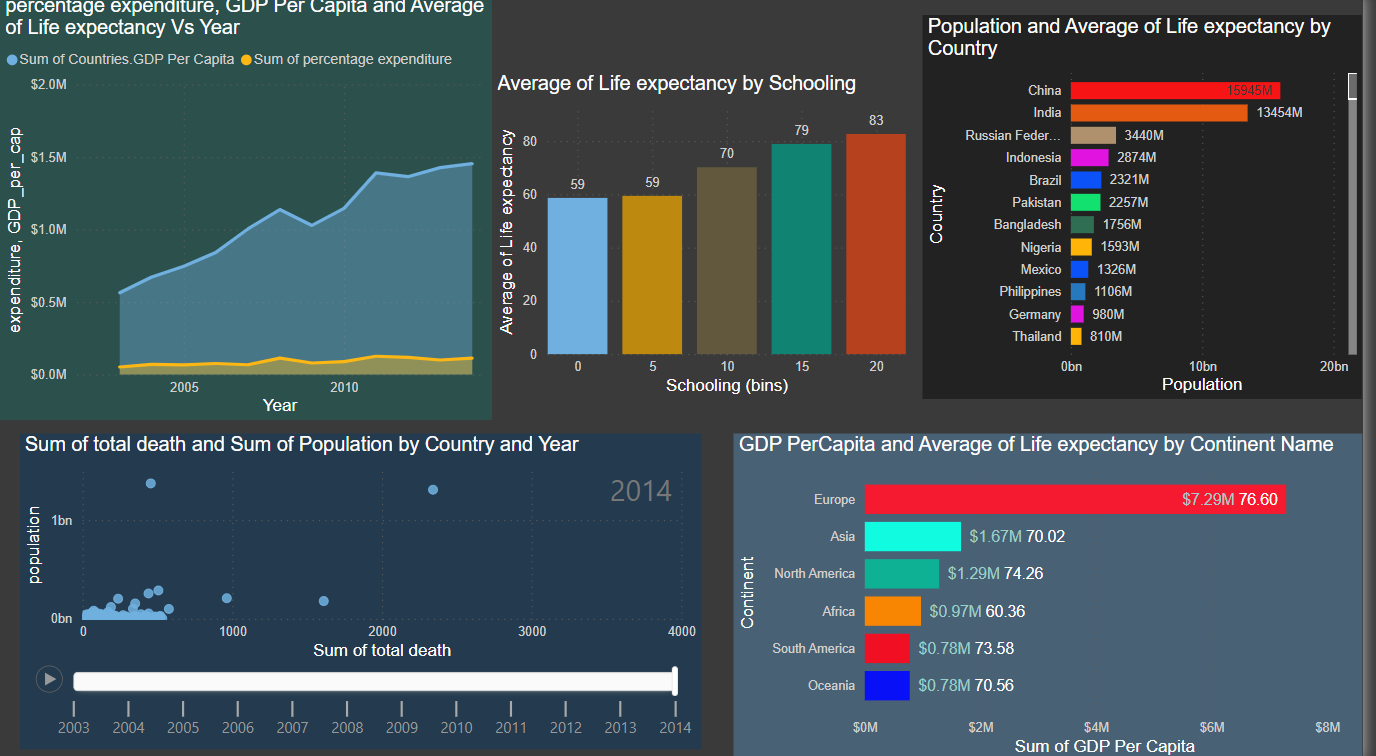 percentage expenditure, GDP Per Capita and Average
of Life expectancy Vs Year
Sum of Countries.GDP Per Capita Sum of percentage expenditure
$2.0M
$1.5M
$1.0M
$0.5M
$0.0M
expenditure, GDP_per_cap
2005 2010
Year
Average of Life expectancy by Schooling
Average of Life expectancy
80
60
40
20
0
59 59 70 79 83
0 5 10 15 20
Schooling (bins)
Population and Average of Life expectancy by
Country
Country
China 15945M
India 13454M
Russian Feder... 3440M
Indonesia 2874M
Brazil 2321M
Pakistan 2257M
Bangladesh 1756M
Nigeria 1593M
Mexico 1326M
Philippines 1106M
Germany 980M
Thailand 810M
0bn 10bn 20bn
Population
Sum of total death and Sum of Population by Country and Year
2014
population
1bn
0bn
0 1000 2000 3000 4000
Sum of total death
2003 2004 2005 2006 2007 2008 2009 2010 2011 2012 2013 2014
GDP PerCapita and Average of Life expectancy by Continent Name
Continent
Europe $7.29M 76.60
Asia $1.67M 70.02
North America $1.29M 74.26
Africa $0.97M 60.36
South America $0.78M 73.58
Oceania $0.78M 70.56
$0M $2M $4M $6M $8M
Sum of GDP Per Capita